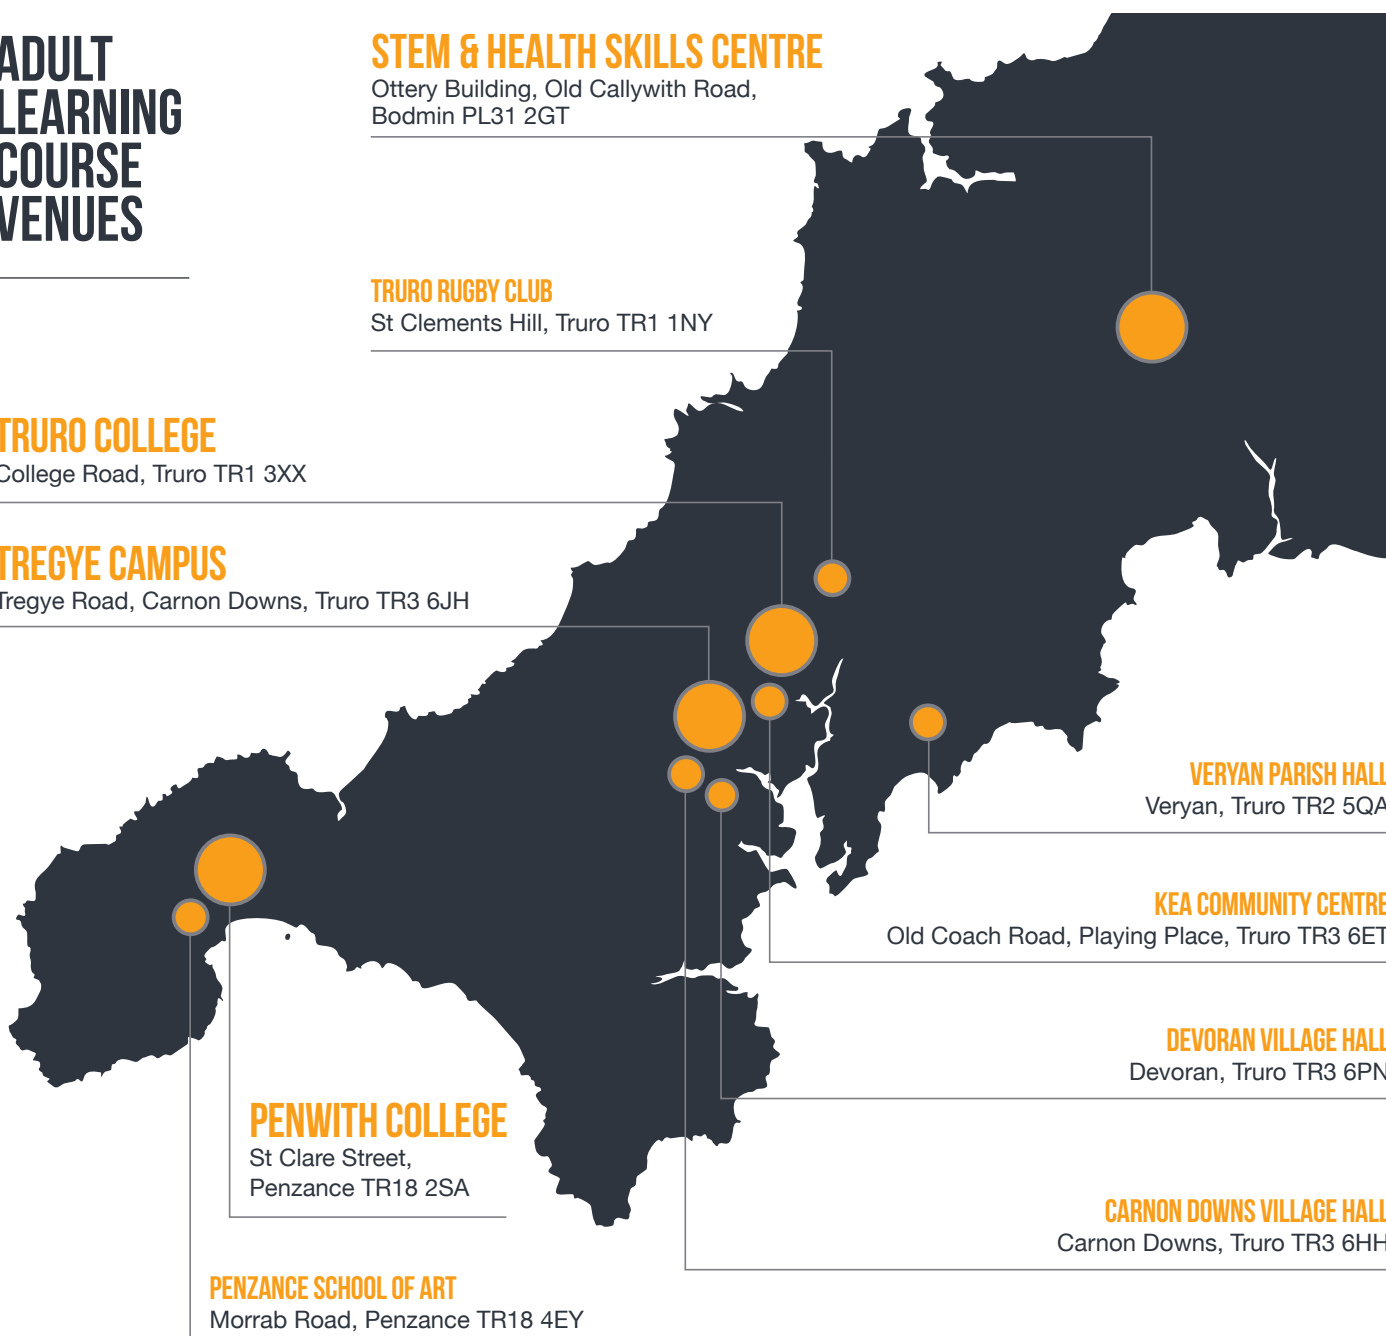 ADULT
LEARNING
COURSE
VENUES
STEM & HEALTH SKILLS CENTRE
Ottery Building, Old Callywith Road,
Bodmin PL31 2GT
TRURO RUGBY CLUB
St Clements Hill, Truro TR1 1NY
TRURO COLLEGE
College Road, Truro TR1 3XX
TREGYE CAMPUS
Tregye Road, Carnon Downs, Truro TR3 6JH
VERYAN PARISH HALL
Veryan, Truro TR2 5QA
KEA COMMUNITY CENTRE
Old Coach Road, Playing Place, Truro TR3 6ET
DEVORAN VILLAGE HALL
Devoran, Truro TR3 6PN
PENWITH COLLEGE
St Clare Street,
Penzance TR18 2SA
CARNON DOWNS VILLAGE HALL
Carnon Downs, Truro TR3 6HH
PENZANCE SCHOOL OF ART
Morrab Road, Penzance TR18 4EY